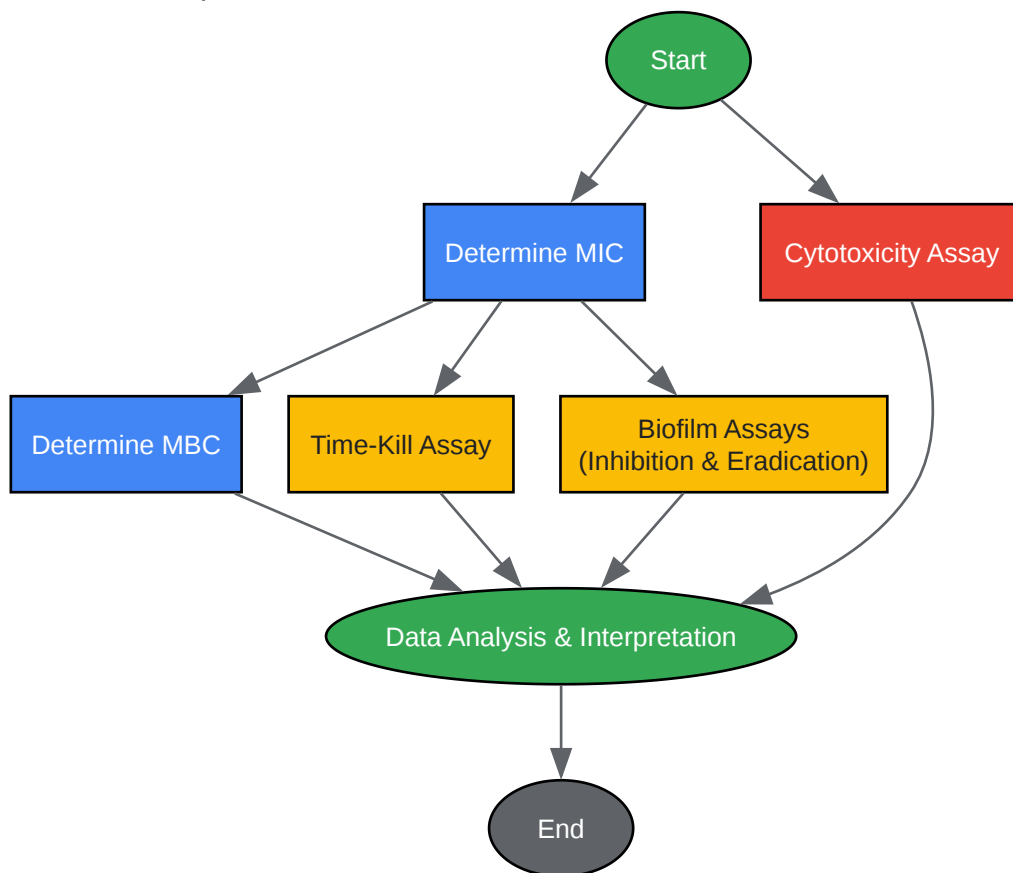 Start
Determine MIC
Cytotoxicity Assay
Determine MBC
Time-Kill Assay
Biofilm Assays
(Inhibition & Eradication)
Data Analysis & Interpretation
End